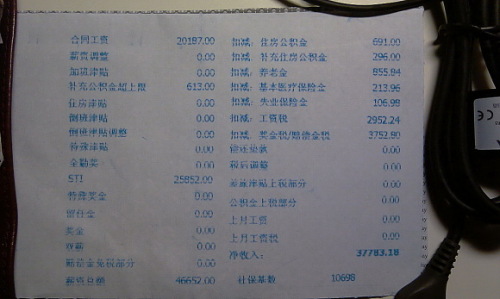 合同工资 20187.00 扣减：住房公积金 691.00
薪资调整 0.00 扣减：补充住房公积金 296.00
加班津贴 0.00 扣减：养老金 855.84
补充公积金超上限 613.00 扣减：基本医疗保险金 213.96
住房津贴 0.00 扣减：失业保险金 106.98
倒班津贴 0.00 扣减：工资税 2952.24
倒班津贴调整 0.00 扣减：奖金税/赔偿金税 3752.80
特殊津贴 0.00 偿还垫款 0.00
全勤奖 0.00 税后调整 0.00
STI 25852.00 津贴上税部分 0.00
特殊奖金 0.00 公积金上税部分 0.00
留任金 0.00 上月工资 0.00
奖金 0.00 上月工资税 0.00
0.00 净收入： 37783.18
赔偿金免税部分 0.00
薪资总额 46652.00 社保基数 10698